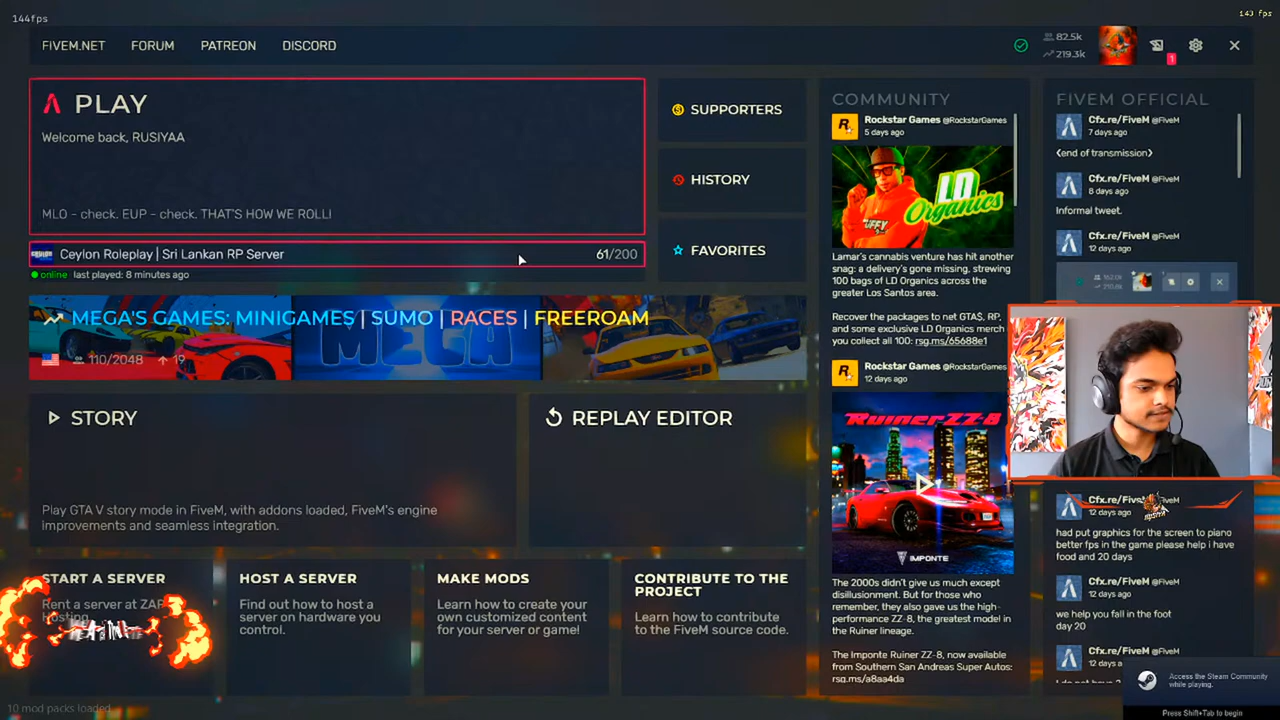 144fps
143 fps
FIVEM.NET FORUM PATREON DISCORD
82.5k
219.3k
1
PLAY
Welcome back, RUSIYAA
MLO - check. EUP - check. THAT'S HOW WE ROLL!
Ceylon Roleplay | Sri Lankan RP Server 61/200
online last played: 8 minutes ago
SUPPORTERS
HISTORY
FAVORITES
MEGA'S GAMES: MINIGAMES | SUMO | RACES | FREEROAM
MEGA
110/2048 19
STORY
Play GTA V story mode in FiveM, with addons loaded, FiveM's engine
improvements and seamless integration.
REPLAY EDITOR
START A SERVER
Rent a server at ZAP
Hosting
HOST A SERVER
Find out how to host a
server on hardware you
control.
MAKE MODS
Learn how to create your
own customized content
for your server or game!
CONTRIBUTE TO THE
PROJECT
Learn how to contribute
to the FiveM source code.
10 mod packs loaded
COMMUNITY
Rockstar Games @RockstarGames
5 days ago
LD
Organics
Lamar's cannabis venture has hit another
snag: a delivery's gone missing, strewing
100 bags of LD Organics across the
greater Los Santos area.
Recover the packages to net GTA$, RP,
and some exclusive LD Organics merch
you collect all 100: rsg.ms/65688e1
Rockstar Games @RockstarGames
12 days ago
Ruiner ZZ-8
IMPONTE
The 2000s didn't give us much except
disillusionment. But for those who
remember, they also gave us the high-
performance ZZ-8, the greatest model in
the Ruiner lineage.
The Imponte Ruiner ZZ-8, now available
from Southern San Andreas Super Autos:
rsg.ms/a8aa4da
FIVEM OFFICIAL
Cfx.re/FiveM @FiveM
7 days ago
<end of transmission>
Cfx.re/FiveM @FiveM
8 days ago
Informal tweet.
Cfx.re/FiveM @FiveM
12 days ago
Cfx.re/FiveM @FiveM
12 days ago
had put graphics for the screen to piano
better fps in the game please help i have
food and 20 days
Cfx.re/FiveM @FiveM
12 days ago
we help you fall in the foot
day 20
Cfx.re/FiveM @FiveM
12 days
Access the Steam Community
while playing.
Press Shift+Tab to begin